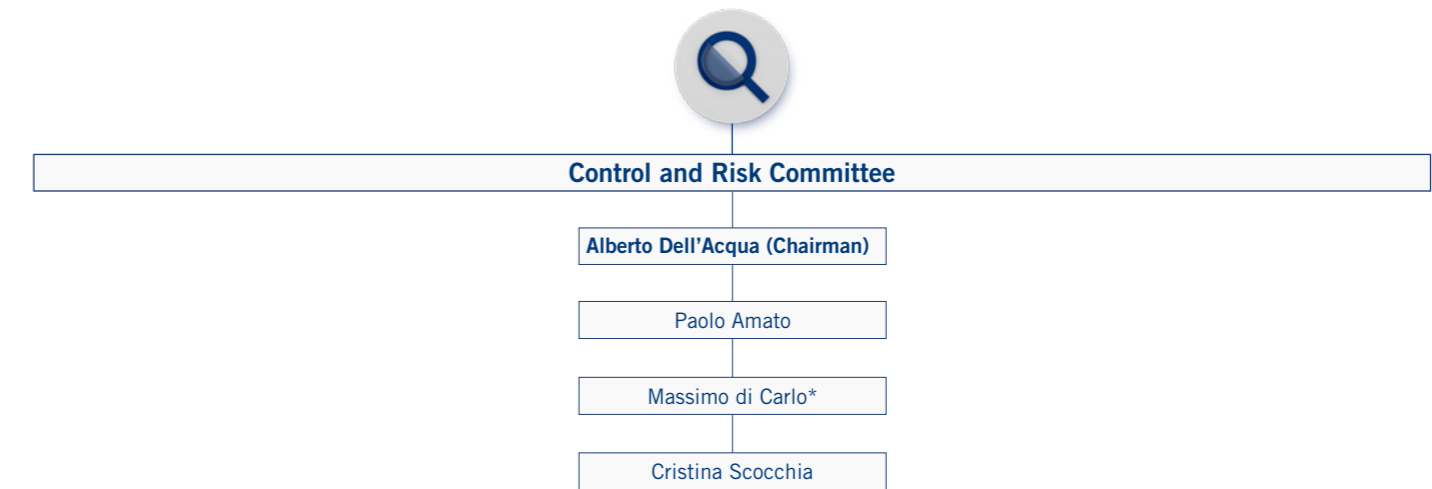 Control and Risk Committee
Alberto Dell’Acqua (Chairman)
Paolo Amato
Massimo di Carlo*
Cristina Scocchia